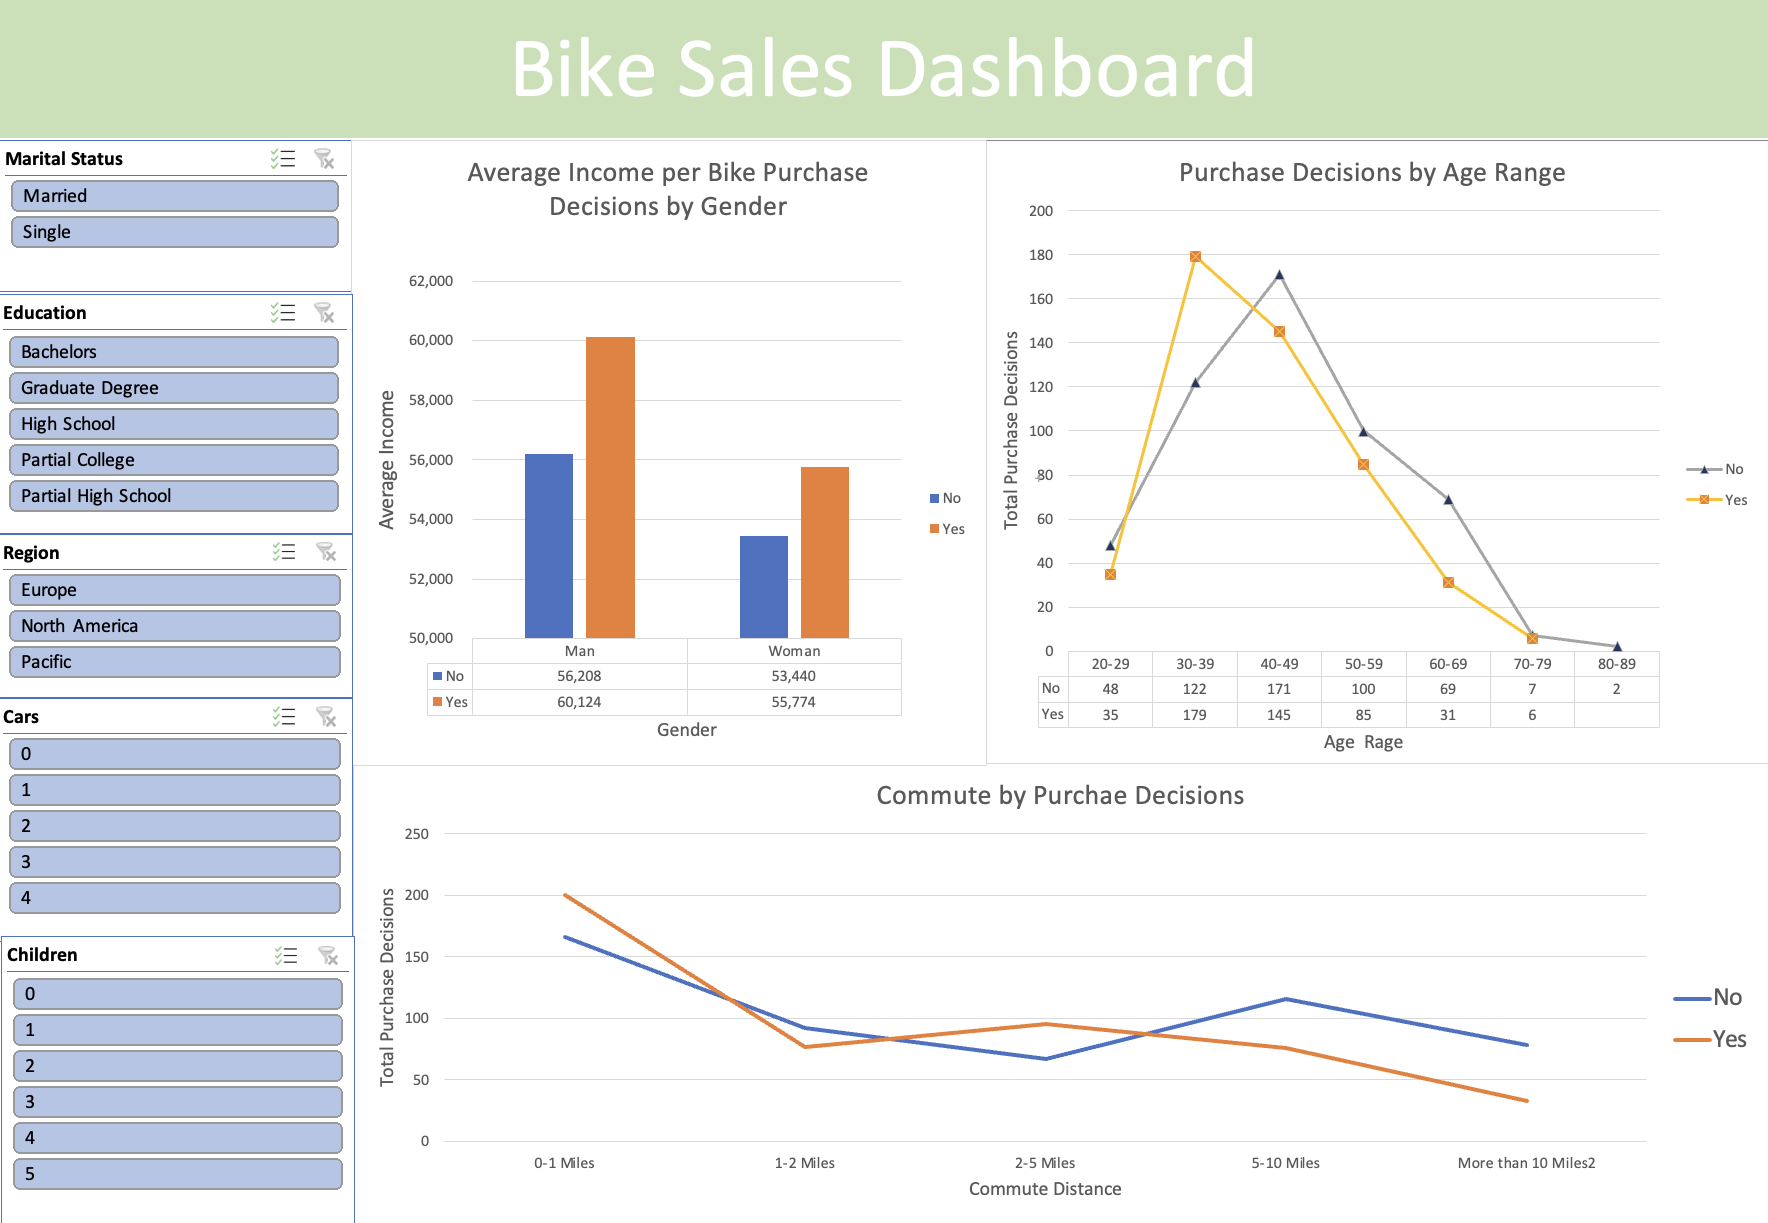 Bike Sales Dashboard
Marital Status
Married
Single
Education
Bachelors
Graduate Degree
High School
Partial College
Partial High School
Region
Europe
North America
Pacific
Cars
0
1
2
3
4
Children
0
1
2
3
4
5
Average Income per Bike Purchase
Decisions by Gender
62,000
60,000
58,000
56,000
54,000
52,000
50,000
Average Income
Man Woman
No 56,208 53,440
Yes 60,124 55,774
Gender
No
Yes
Purchase Decisions by Age Range
200
180
160
140
120
100
80
60
40
20
0
Total Purchase Decisions
20-29 30-39 40-49 50-59 60-69 70-79 80-89
No 48 122 171 100 69 7 2
Yes 35 179 145 85 31 6
Age Rage
No
Yes
Commute by Purchae Decisions
250
200
150
100
50
0
Total Purchase Decisions
0-1 Miles 1-2 Miles 2-5 Miles 5-10 Miles More than 10 Miles2
Commute Distance
No
Yes